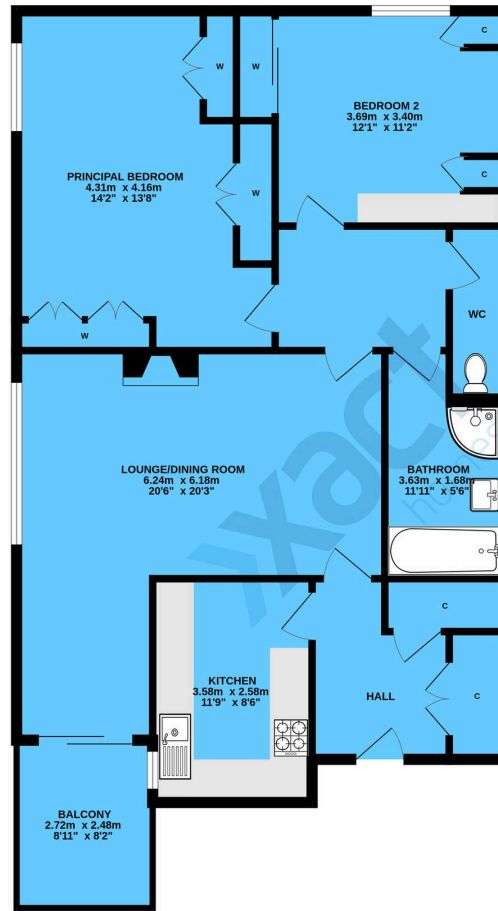 C
W
W
BEDROOM 2
3.69m x 3.40m
12'1" x 11'2"
PRINCIPAL BEDROOM
4.31m x 4.16m
14'2" x 13'8"
C
W
WC
W
xact
homes
LOUNGE/DINING ROOM
6.24m x 6.18m
20'6" x 20'3"
BATHROOM
3.63m x 1.68m
11'11" x 5'6"
C
KITCHEN
3.58m x 2.58m
11'9" x 8'6"
HALL
C
BALCONY
2.72m x 2.48m
8'11" x 8'2"